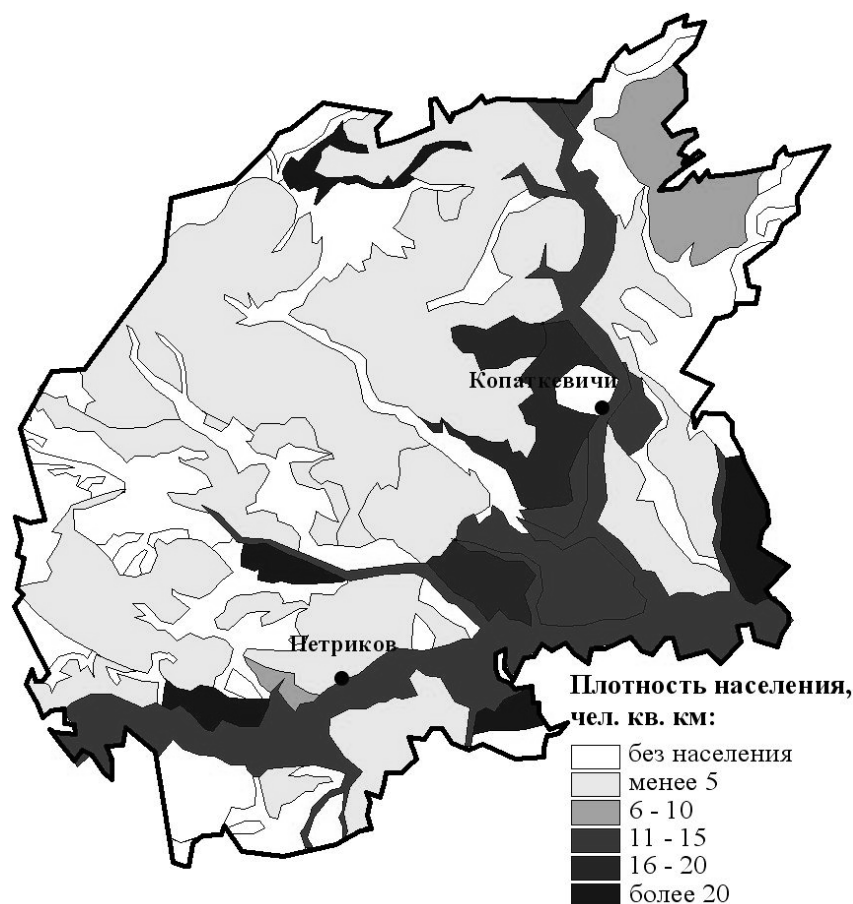 Копаткевичи
Петриков
Плотность населения,
чел. кв. км:
без населения
менее 5
6 - 10
11 - 15
16 - 20
более 20